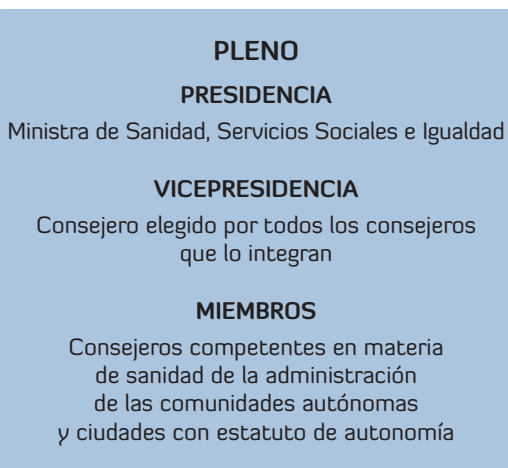 PLENO
PRESIDENCIA
Ministra de Sanidad, Servicios Sociales e Igualdad
VICEPRESIDENCIA
Consejero elegido por todos los consejeros
que lo integran
MIEMBROS
Consejeros competentes en materia
de sanidad de la administración
de las comunidades autónomas
y ciudades con estatuto de autonomía